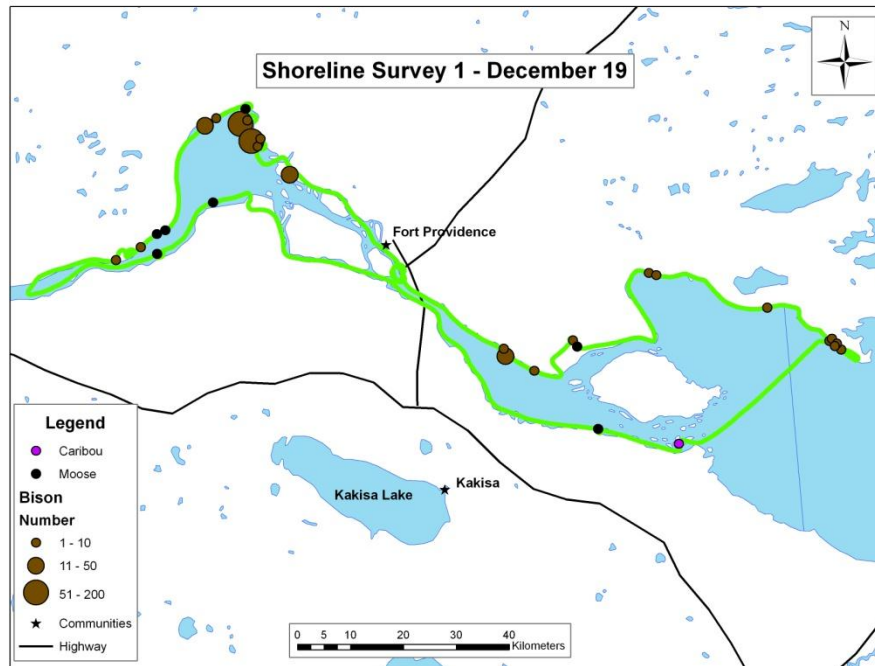 Shoreline Survey 1 - December 19
N
Fort Providence
Kakisa
Kakisa Lake
Legend
Caribou
Moose
Bison
Number
1 - 10
11 - 50
51 - 200
Communities
Highway
0 5 10 20 30 40
Kilometers